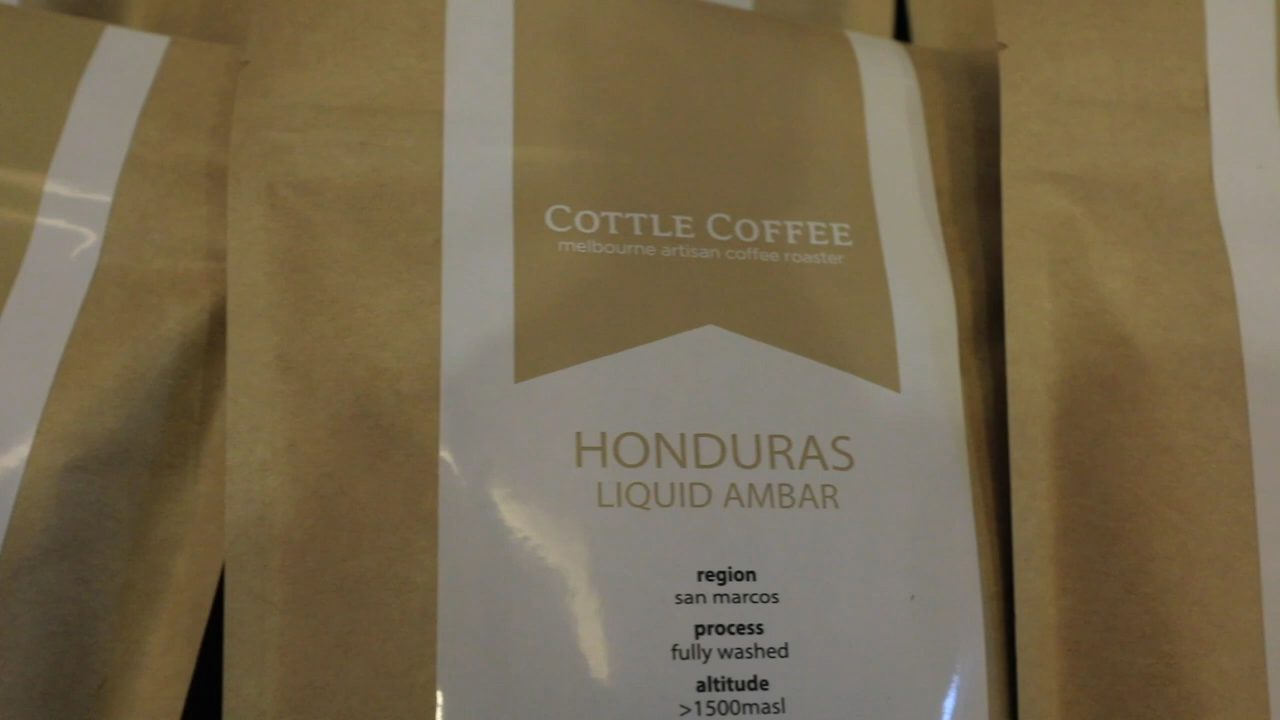 COTTLE COFFEE
melbourne artisan coffee roaster
HONDURAS
LIQUID AMBAR
region
san marcos
process
fully washed
altitude
>1500masl